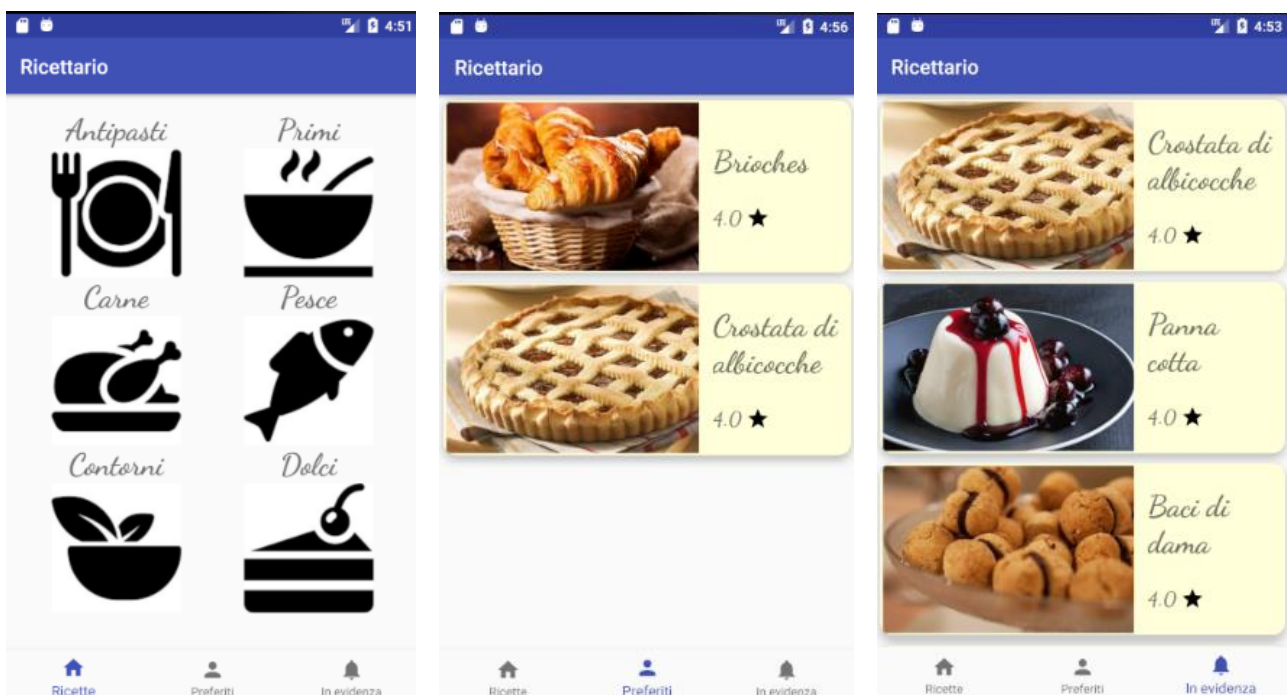 4:51
Ricettario
Antipasti Primi
Carne Pesce
Contorni Dolci
Ricette Preferiti In evidenza
4:56
Ricettario
Brioches
4.0 ★
Crostata di
albicocche
4.0 ★
Ricette Preferiti In evidenza
4:53
Ricettario
Crostata di
albicocche
4.0 ★
Panna
cotta
4.0 ★
Baci di
dama
4.0 ★
Ricette Preferiti In evidenza